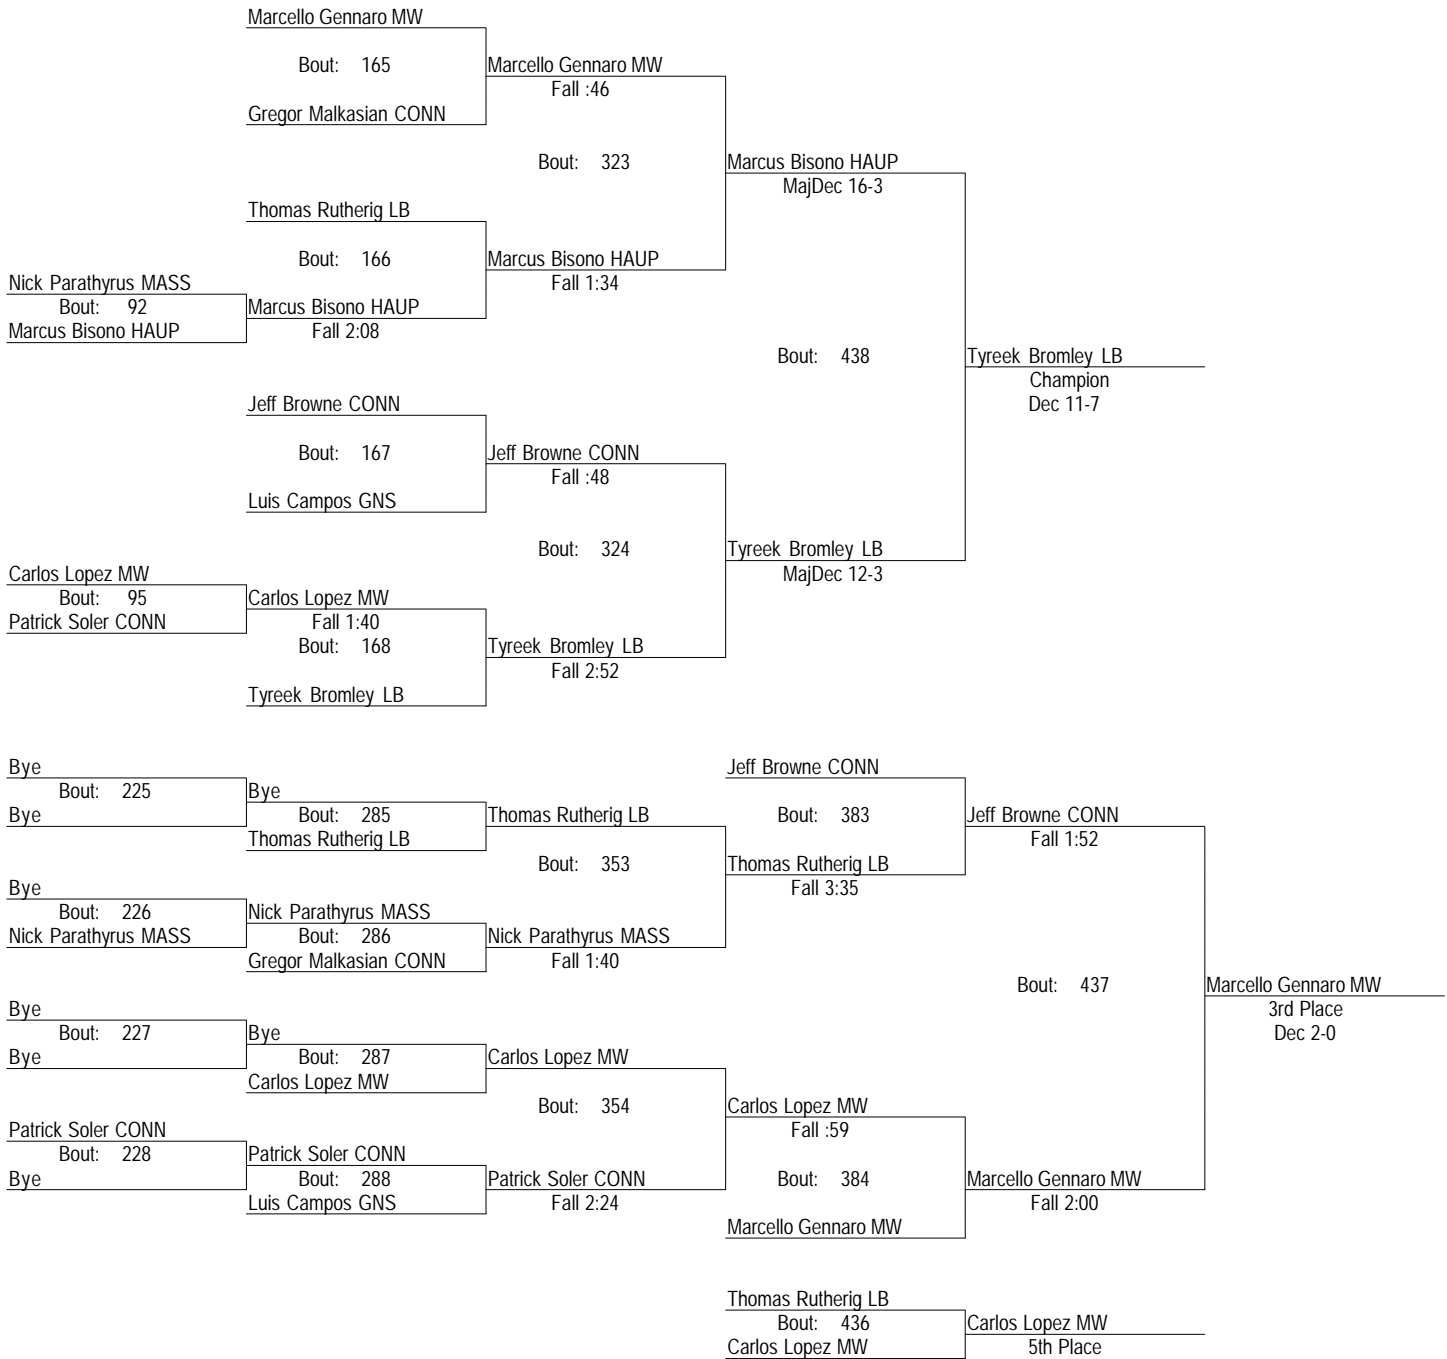 Marcello Gennaro MW
Bout: 165
Marcello Gennaro MW
Fall :46
Gregor Malkasian CONN
Bout: 323
Marcus Bisono HAUP
MajDec 16-3
Thomas Rutherig LB
Bout: 166
Marcus Bisono HAUP
Fall 1:34
Nick Parathyrus MASS
Bout: 92
Marcus Bisono HAUP
Marcus Bisono HAUP
Fall 2:08
Bout: 438
Tyreek Bromley LB
Champion
Dec 11-7
Jeff Browne CONN
Bout: 167
Jeff Browne CONN
Fall :48
Luis Campos GNS
Bout: 324
Tyreek Bromley LB
MajDec 12-3
Carlos Lopez MW
Bout: 95
Patrick Soler CONN
Carlos Lopez MW
Fall 1:40
Bout: 168
Tyreek Bromley LB
Fall 2:52
Tyreek Bromley LB
Bye
Bout: 225
Bye
Bye
Bout: 285
Thomas Rutherig LB
Thomas Rutherig LB
Bout: 353
Bye
Bout: 226
Nick Parathyrus MASS
Nick Parathyrus MASS
Bout: 286
Gregor Malkasian CONN
Nick Parathyrus MASS
Fall 1:40
Jeff Browne CONN
Bout: 383
Thomas Rutherig LB
Fall 3:35
Jeff Browne CONN
Fall 1:52
Bout: 437
Marcello Gennaro MW
3rd Place
Dec 2-0
Bye
Bout: 227
Bye
Bye
Bout: 287
Carlos Lopez MW
Carlos Lopez MW
Bout: 354
Patrick Soler CONN
Bout: 228
Bye
Patrick Soler CONN
Bout: 288
Luis Campos GNS
Patrick Soler CONN
Fall 2:24
Carlos Lopez MW
Fall :59
Bout: 384
Marcello Gennaro MW
Marcello Gennaro MW
Fall 2:00
Thomas Rutherig LB
Bout: 436
Carlos Lopez MW
Carlos Lopez MW
5th Place